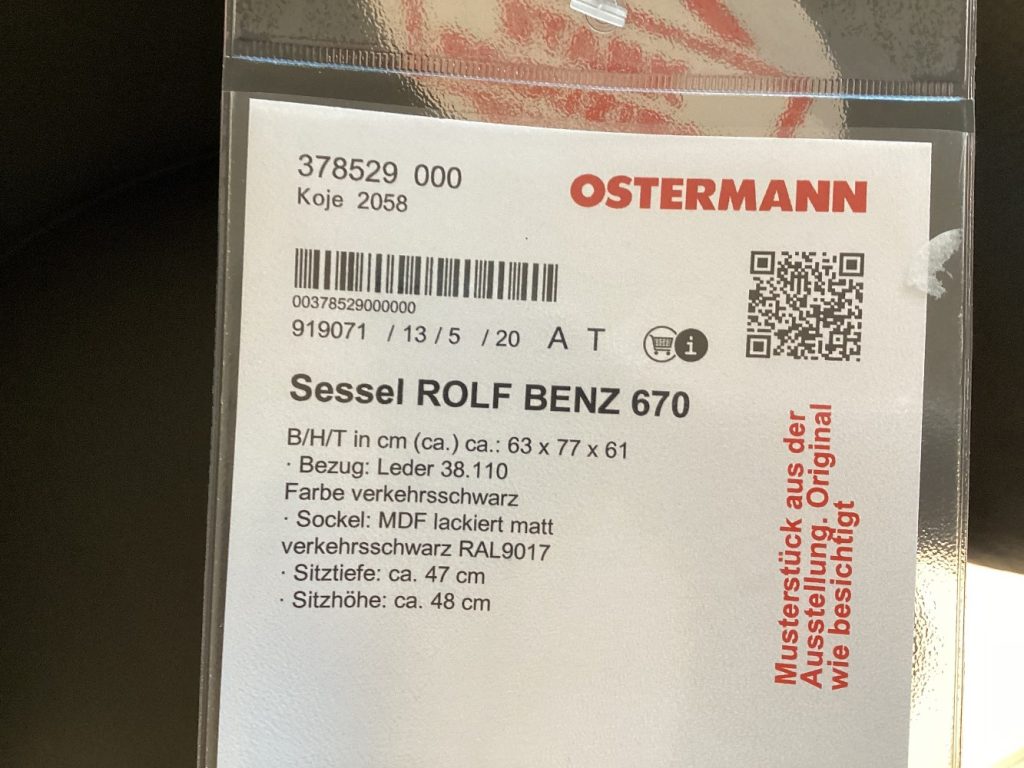 378529 000
Koje 2058
OSTERMANN
00378529000000
919071 / 13 / 5 / 20 A T
i
Sessel ROLF BENZ 670
B/H/T in cm (ca.) ca.: 63 x 77 x 61
· Bezug: Leder 38.110
Farbe verkehrsschwarz
· Sockel: MDF lackiert matt
verkehrsschwarz RAL9017
· Sitztiefe: ca. 47 cm
· Sitzhöhe: ca. 48 cm
Musterstück aus der
Ausstellung. Original
wie besichtigt